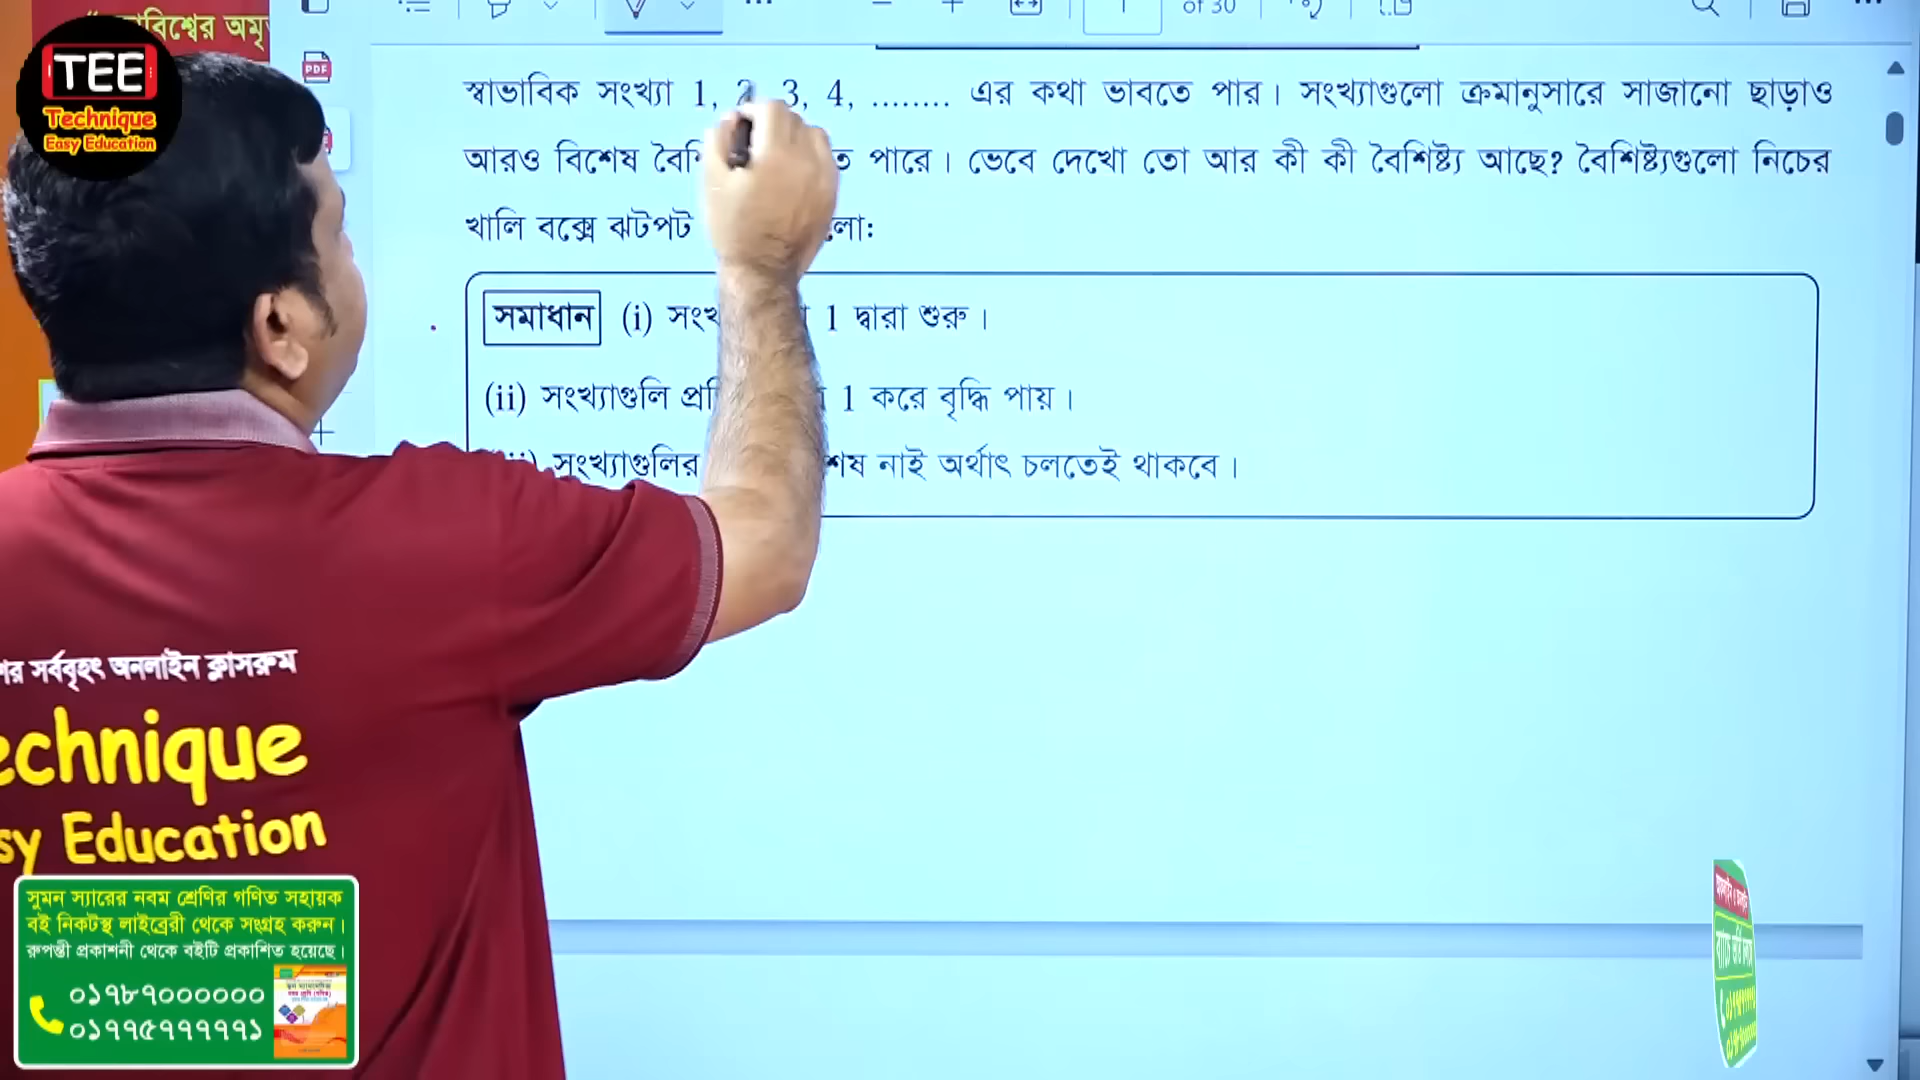 বিশ্বের অমৃ
TEE
Technique
Easy Education
PDF
1 of 30
স্বাভাবিক সংখ্যা 1, 2, 3, 4, ........ এর কথা ভাবতে পার। সংখ্যাগুলো ক্রমানুসারে সাজানো ছাড়াও
আরও বিশেষ পারে। ভেবে দেখো তো আর কী কী বৈশিষ্ট্য আছে? বৈশিষ্ট্যগুলো নিচের
খালি বক্সে ঝটপট
সমাধান (i) 1 দ্বারা শুরু।
(ii) সংখ্যাগুলি 1 করে বৃদ্ধি পায়।
সংখ্যাগুলির নাই অর্থাৎ চলতেই থাকবে।
সর্ববৃহৎ অনলাইন ক্লাসরুম
echnique
sy Education
সুমন স্যারের নবম শ্রেণির গণিত সহায়ক
বই নিকটস্থ লাইব্রেরী থেকে সংগ্রহ করুন।
রুপন্তী প্রকাশনী থেকে বইটি প্রকাশিত হয়েছে।
০১৭৮৭০০০০০০
০১৭৭৫৭৭৭৭৭১